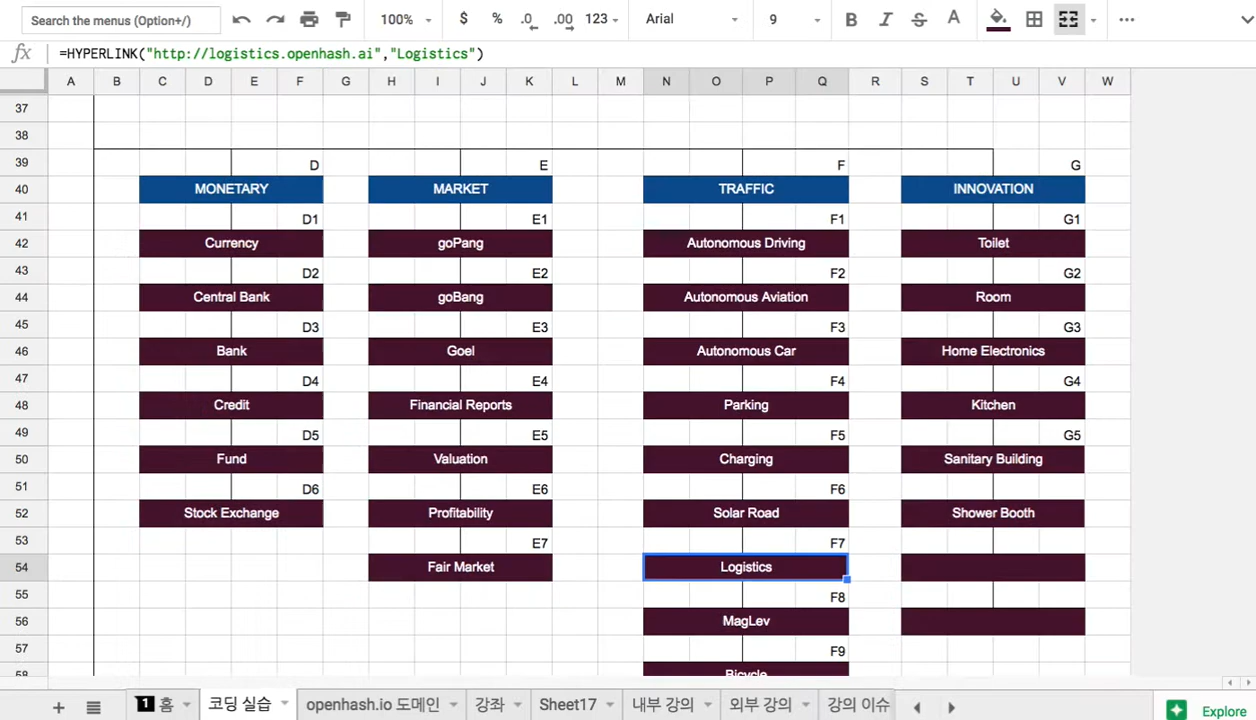 Search the menus (Option+/) 100% $ % .0 .00 123 Arial 9 B I S A
fx =HYPERLINK("http://logistics.openhash.ai","Logistics")
A B C D E F G H I J K L M N O P Q R S T U V W
37
38
39 D E F G
40 MONETARY MARKET TRAFFIC INNOVATION
41 D1 E1 F1 G1
42 Currency goPang Autonomous Driving Toilet
43 D2 E2 F2 G2
44 Central Bank goBang Autonomous Aviation Room
45 D3 E3 F3 G3
46 Bank Goel Autonomous Car Home Electronics
47 D4 E4 F4 G4
48 Credit Financial Reports Parking Kitchen
49 D5 E5 F5 G5
50 Fund Valuation Charging Sanitary Building
51 D6 E6 F6
52 Stock Exchange Profitability Solar Road Shower Booth
53 E7 F7
54 Fair Market Logistics
55 F8
56 MagLev
57 F9
58 Bicycle
1 홈 코딩 실습 openhash.io 도메인 강좌 Sheet17 내부 강의 외부 강의 강의 이슈
Explore